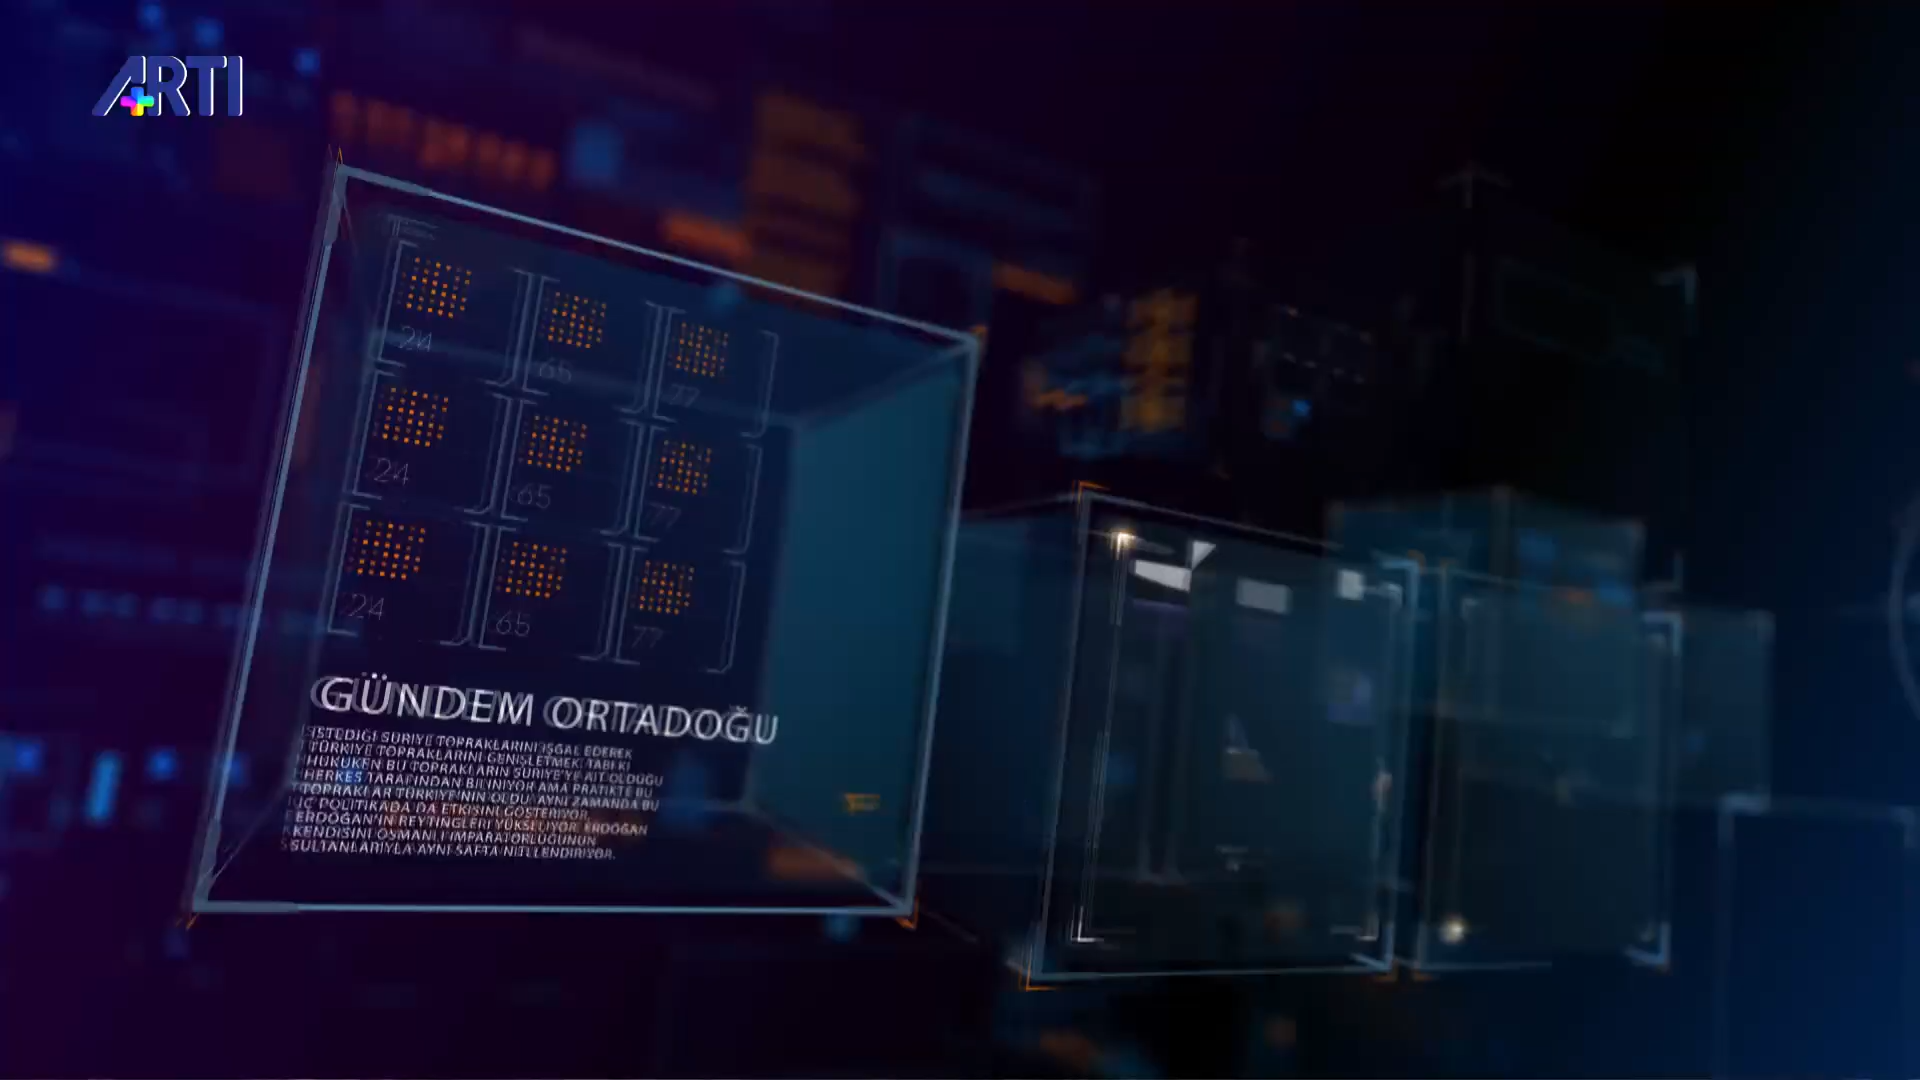 ARTI
24
65
77
24
65
77
24
65
77
GÜNDEM ORTADOĞU
İSTEDİĞİ SURİYE TOPRAKLARINI İŞGAL EDEREK
TÜRKİYE TOPRAKLARINI GENİŞLETMEK. TABİ Kİ
HUKUKEN BU TOPRAKLARIN SURİYE'YE AİT OLDUĞU
HERKES TARAFINDAN BİLİNİYOR AMA PRATİKTE BU
TOPRAKLAR TÜRKİYE'NİN OLDU. AYNI ZAMANDA BU
İÇ POLİTİKADA DA ETKİSİNİ GÖSTERİYOR.
ERDOĞAN'IN REYTİNGLERİ YÜKSELİYOR. ERDOĞAN
KENDİSİNİ OSMANLI İMPARATORLUĞUNUN
SULTANLARIYLA AYNI SAFTA NİTELENDİRİYOR.